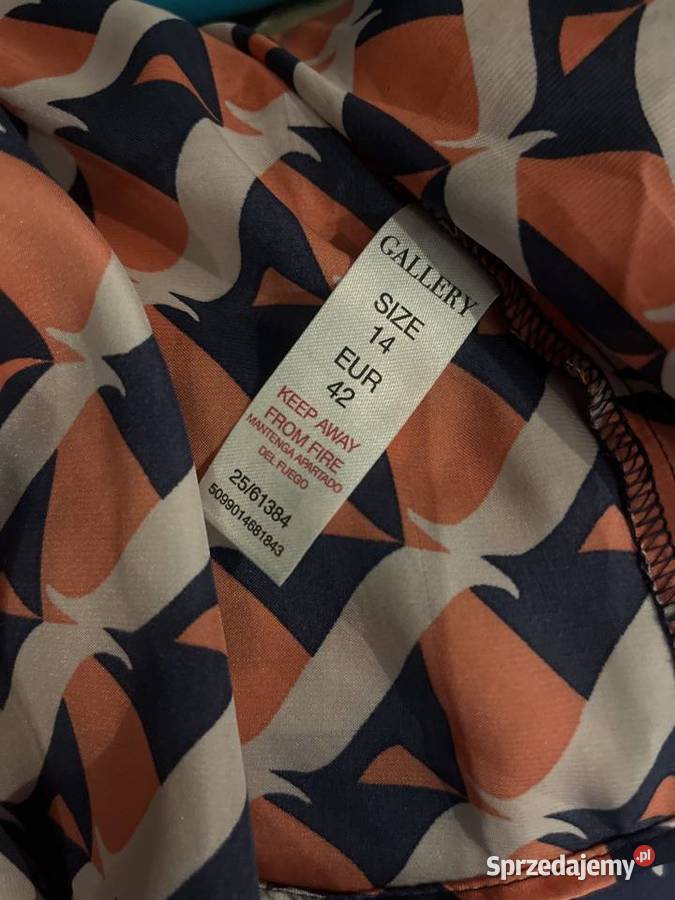 GALLERY
SIZE
14
EUR
42
KEEP AWAY
FROM FIRE
MANTENGA APARTADO
DEL FUEGO
25/61384
5099014681843
Sprzedajemy.pl